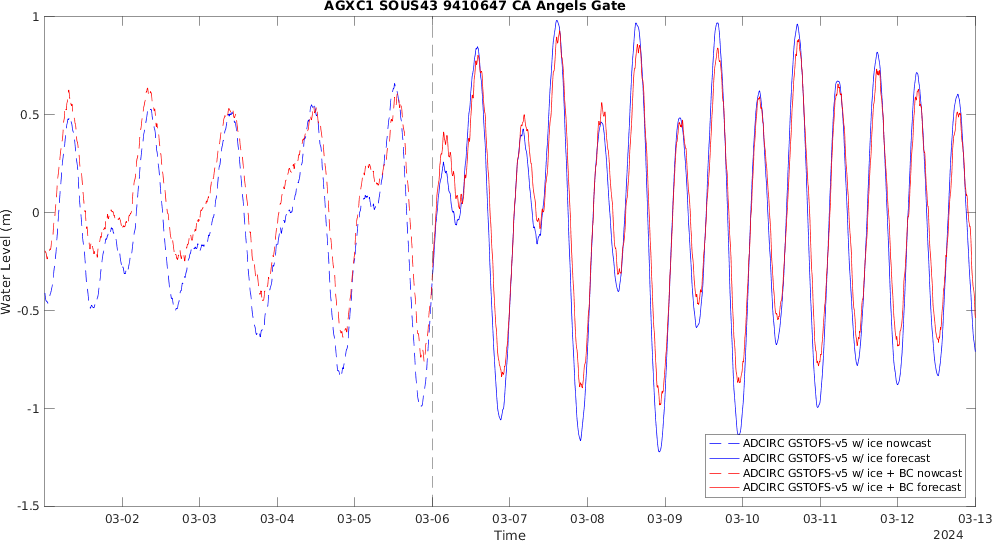 AGXC1 SOUS43 9410647 CA Angels Gate
1
0.5
0
-0.5
-1
-1.5
Water Level (m)
03-02 03-03 03-04 03-05 03-06 03-07 03-08 03-09 03-10 03-11 03-12 03-13
Time
2024
ADCIRC GSTOFS-v5 w/ ice nowcast
ADCIRC GSTOFS-v5 w/ ice forecast
ADCIRC GSTOFS-v5 w/ ice + BC nowcast
ADCIRC GSTOFS-v5 w/ ice + BC forecast